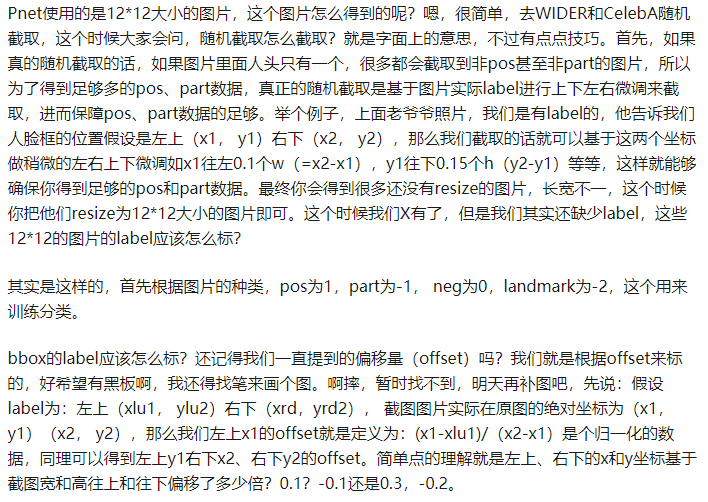 Pnet使用的是12*12大小的图片，这个图片怎么得到的呢？嗯，很简单，去WIDER和CelebA随机
截取，这个时候大家会问，随机截取怎么截取？就是字面上的意思，不过有点点技巧。首先，如果
真的随机截取的话，如果图片里面人头只有一个，很多都会截取到非pos甚至非part的图片，所以
为了得到足够多的pos、part数据，真正的随机截取是基于图片实际label进行上下左右微调来截
取，进而保障pos、part数据的足够。举个例子，上面老爷爷照片，我们是有label的，他告诉我们
人脸框的位置假设是左上（x1， y1）右下（x2， y2），那么我们截取的话就可以基于这两个坐标
做稍微的左右上下微调如x1往左0.1个w（=x2-x1），y1往下0.15个h（y2-y1）等等，这样就能够
确保你得到足够的pos和part数据。最终你会得到很多还没有resize的图片，长宽不一，这个时候
你把他们resize为12*12大小的图片即可。这个时候我们X有了，但是我们其实还缺少label，这些
12*12的图片的label应该怎么标？
其实是这样的，首先根据图片的种类，pos为1，part为-1， neg为0，landmark为-2，这个用来
训练分类。
bbox的label应该怎么标？还记得我们一直提到的偏移量（offset）吗？我们就是根据offset来标
的，好希望有黑板啊，我还得找笔来画个图。啊摔，暂时找不到，明天再补图吧，先说：假设
label为：左上（xlu1， ylu2）右下（xrd，yrd2）， 截图图片实际在原图的绝对坐标为（x1，
y1）（x2， y2），那么我们左上x1的offset就是定义为：(x1-xlu1)/（x2-x1）是个归一化的数
据，同理可以得到左上y1右下x2、右下y2的offset。简单点的理解就是左上、右下的x和y坐标基于
截图宽和高往上和往下偏移了多少倍？0.1？-0.1还是0.3，-0.2。